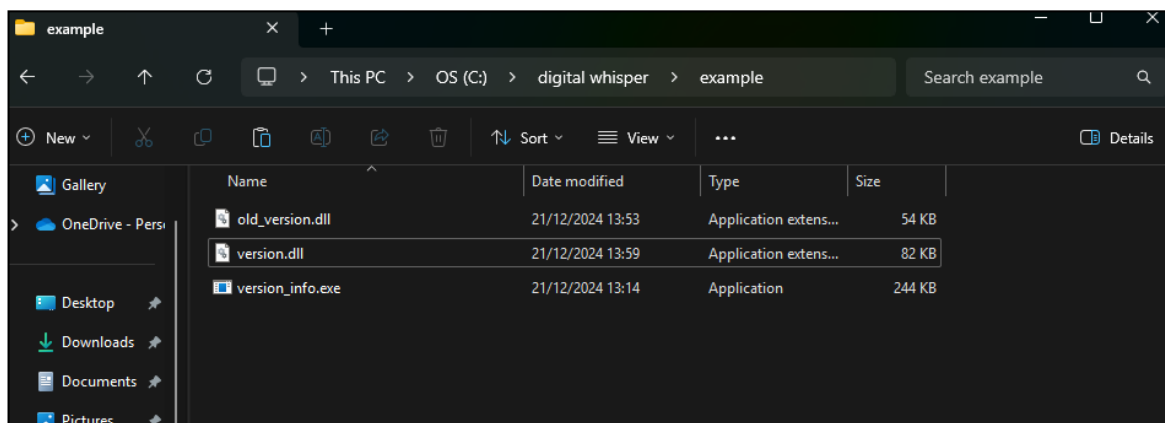 example
This PC > OS (C:) > digital whisper > example
Search example
New
Sort
View
Details
Gallery
OneDrive - Pers
Desktop
Downloads
Documents
Pictures
Name Date modified Type Size
old_version.dll 21/12/2024 13:53 Application extens... 54 KB
version.dll 21/12/2024 13:59 Application extens... 82 KB
version_info.exe 21/12/2024 13:14 Application 244 KB